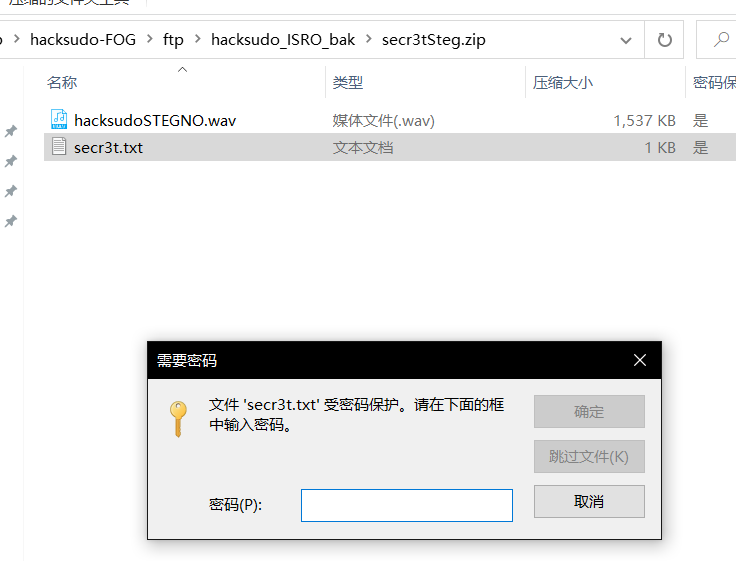 hacksudo-FOG > ftp > hacksudo_ISRO_bak > secr3tSteg.zip
名称 类型 压缩大小 密码保
hacksudoSTEGNO.wav 媒体文件(.wav) 1,537 KB 是
secr3t.txt 文本文档 1 KB 是
需要密码
文件 'secr3t.txt' 受密码保护。请在下面的框
中输入密码。
确定
跳过文件(K)
密码(P):
取消